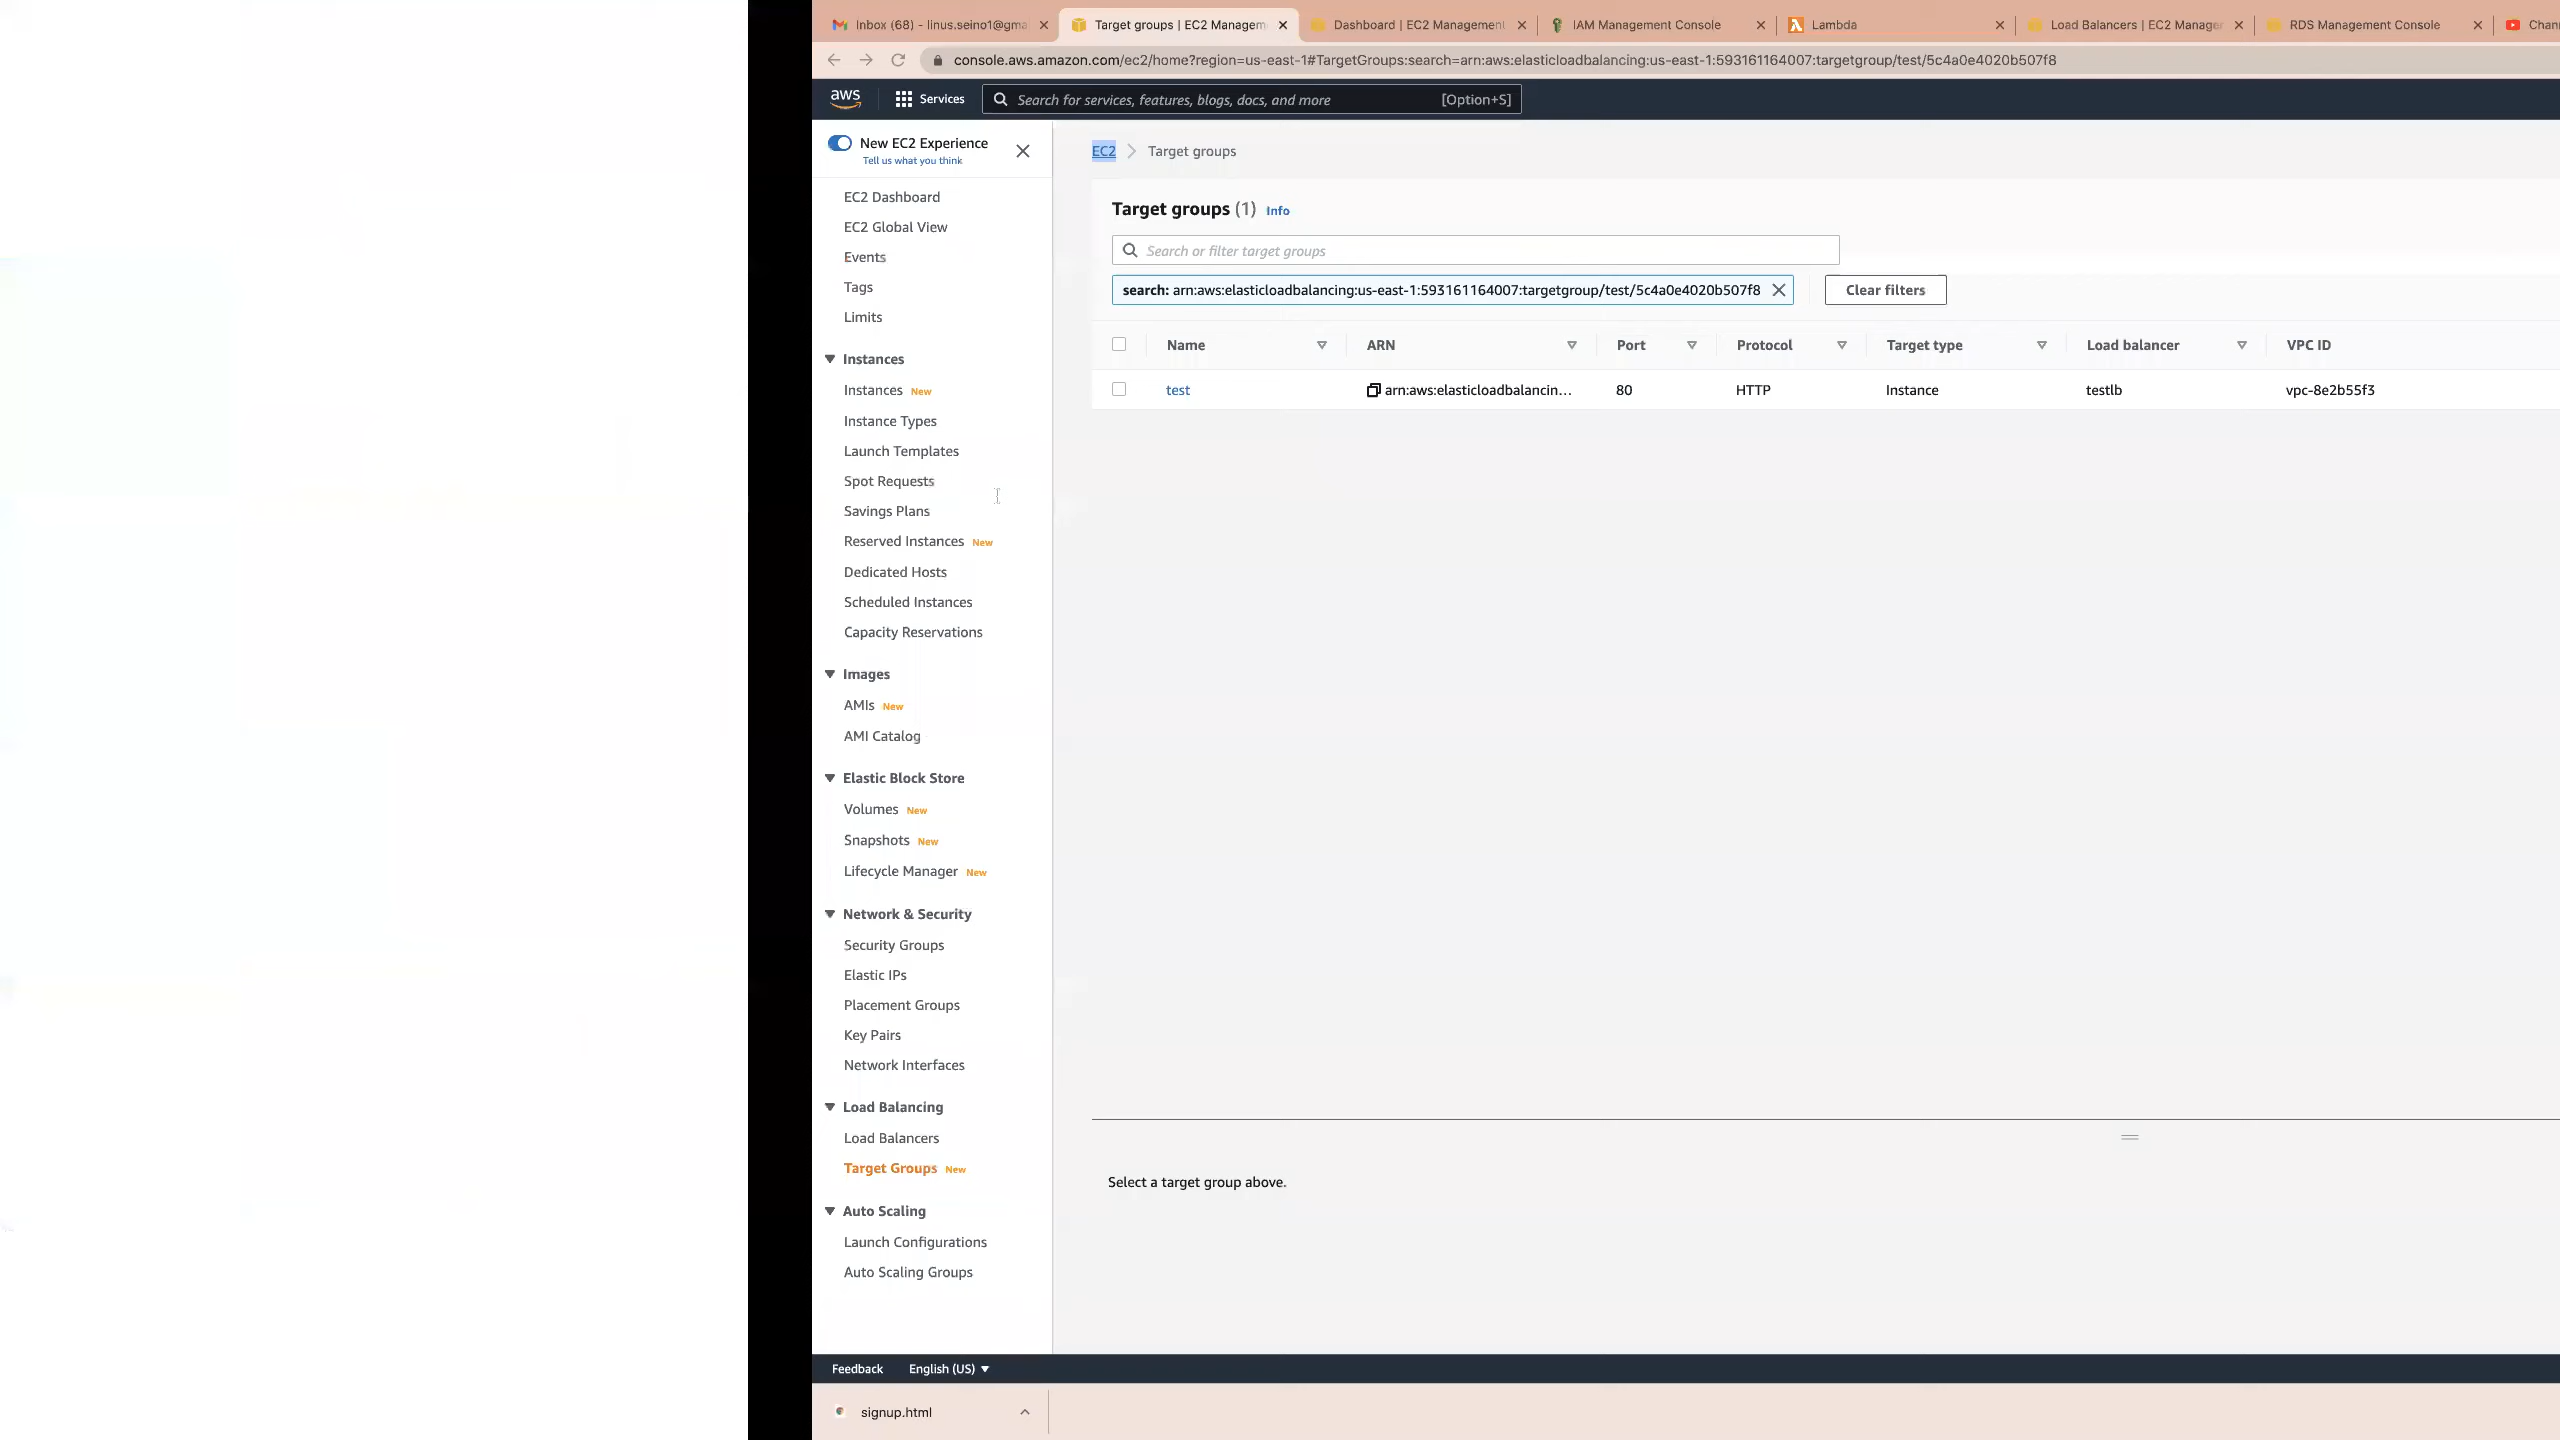 Inbox (68) - linus.seino1@gma
Target groups | EC2 Managem
Dashboard | EC2 Management
IAM Management Console
Lambda
Load Balancers | EC2 Manager
RDS Management Console
Chan
console.aws.amazon.com/ec2/home?region=us-east-1#TargetGroups:search=arn:aws:elasticloadbalancing:us-east-1:593161164007:targetgroup/test/5c4a0e4020b507f8
aws
Services
Search for services, features, blogs, docs, and more
[Option+S]
New EC2 Experience
Tell us what you think
EC2 Dashboard
EC2 Global View
Events
Tags
Limits
Instances
Instances New
Instance Types
Launch Templates
Spot Requests
Savings Plans
Reserved Instances New
Dedicated Hosts
Scheduled Instances
Capacity Reservations
Images
AMIs New
AMI Catalog
Elastic Block Store
Volumes New
Snapshots New
Lifecycle Manager New
Network & Security
Security Groups
Elastic IPs
Placement Groups
Key Pairs
Network Interfaces
Load Balancing
Load Balancers
Target Groups New
Auto Scaling
Launch Configurations
Auto Scaling Groups
EC2 Target groups
Target groups (1) Info
Search or filter target groups
search: arn:aws:elasticloadbalancing:us-east-1:593161164007:targetgroup/test/5c4a0e4020b507f8
Clear filters
Name ARN Port Protocol Target type Load balancer VPC ID
test arn:aws:elasticloadbalancin... 80 HTTP Instance testlb vpc-8e2b55f3
Select a target group above.
Feedback
English (US)
signup.html